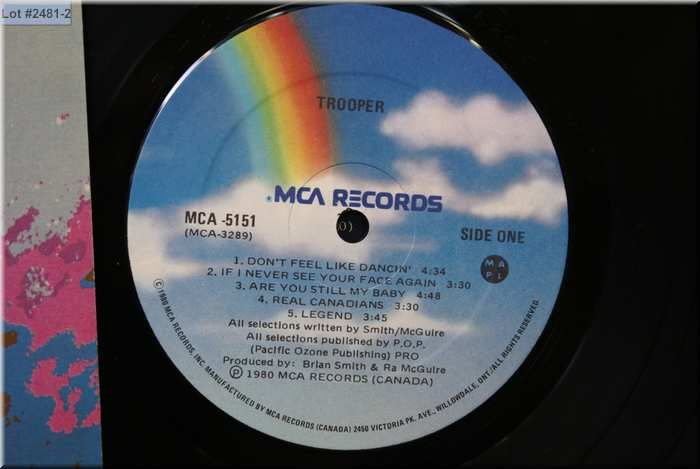 Lot #2481-2
TROOPER
MCA RECORDS
MCA -5151
(MCA-3289)
SIDE ONE
M A
P L
1. DON'T FEEL LIKE DANCIN' 4:34
2. IF I NEVER SEE YOUR FACE AGAIN 3:30
3. ARE YOU STILL MY BABY 4:48
4. REAL CANADIANS 3:30
5. LEGEND 3:45
All selections written by Smith/McGuire
All selections published by P.O.P.
(Pacific Ozone Publishing) PRO
Produced by: Brian Smith & Ra McGuire
Ⓟ 1980 MCA RECORDS (CANADA)
© 1980 MCA RECORDS, INC. MANUFACTURED BY MCA RECORDS (CANADA) 2450 VICTORIA PK. AVE., WILLOWDALE, ONT./ALL RIGHTS RESERVED.